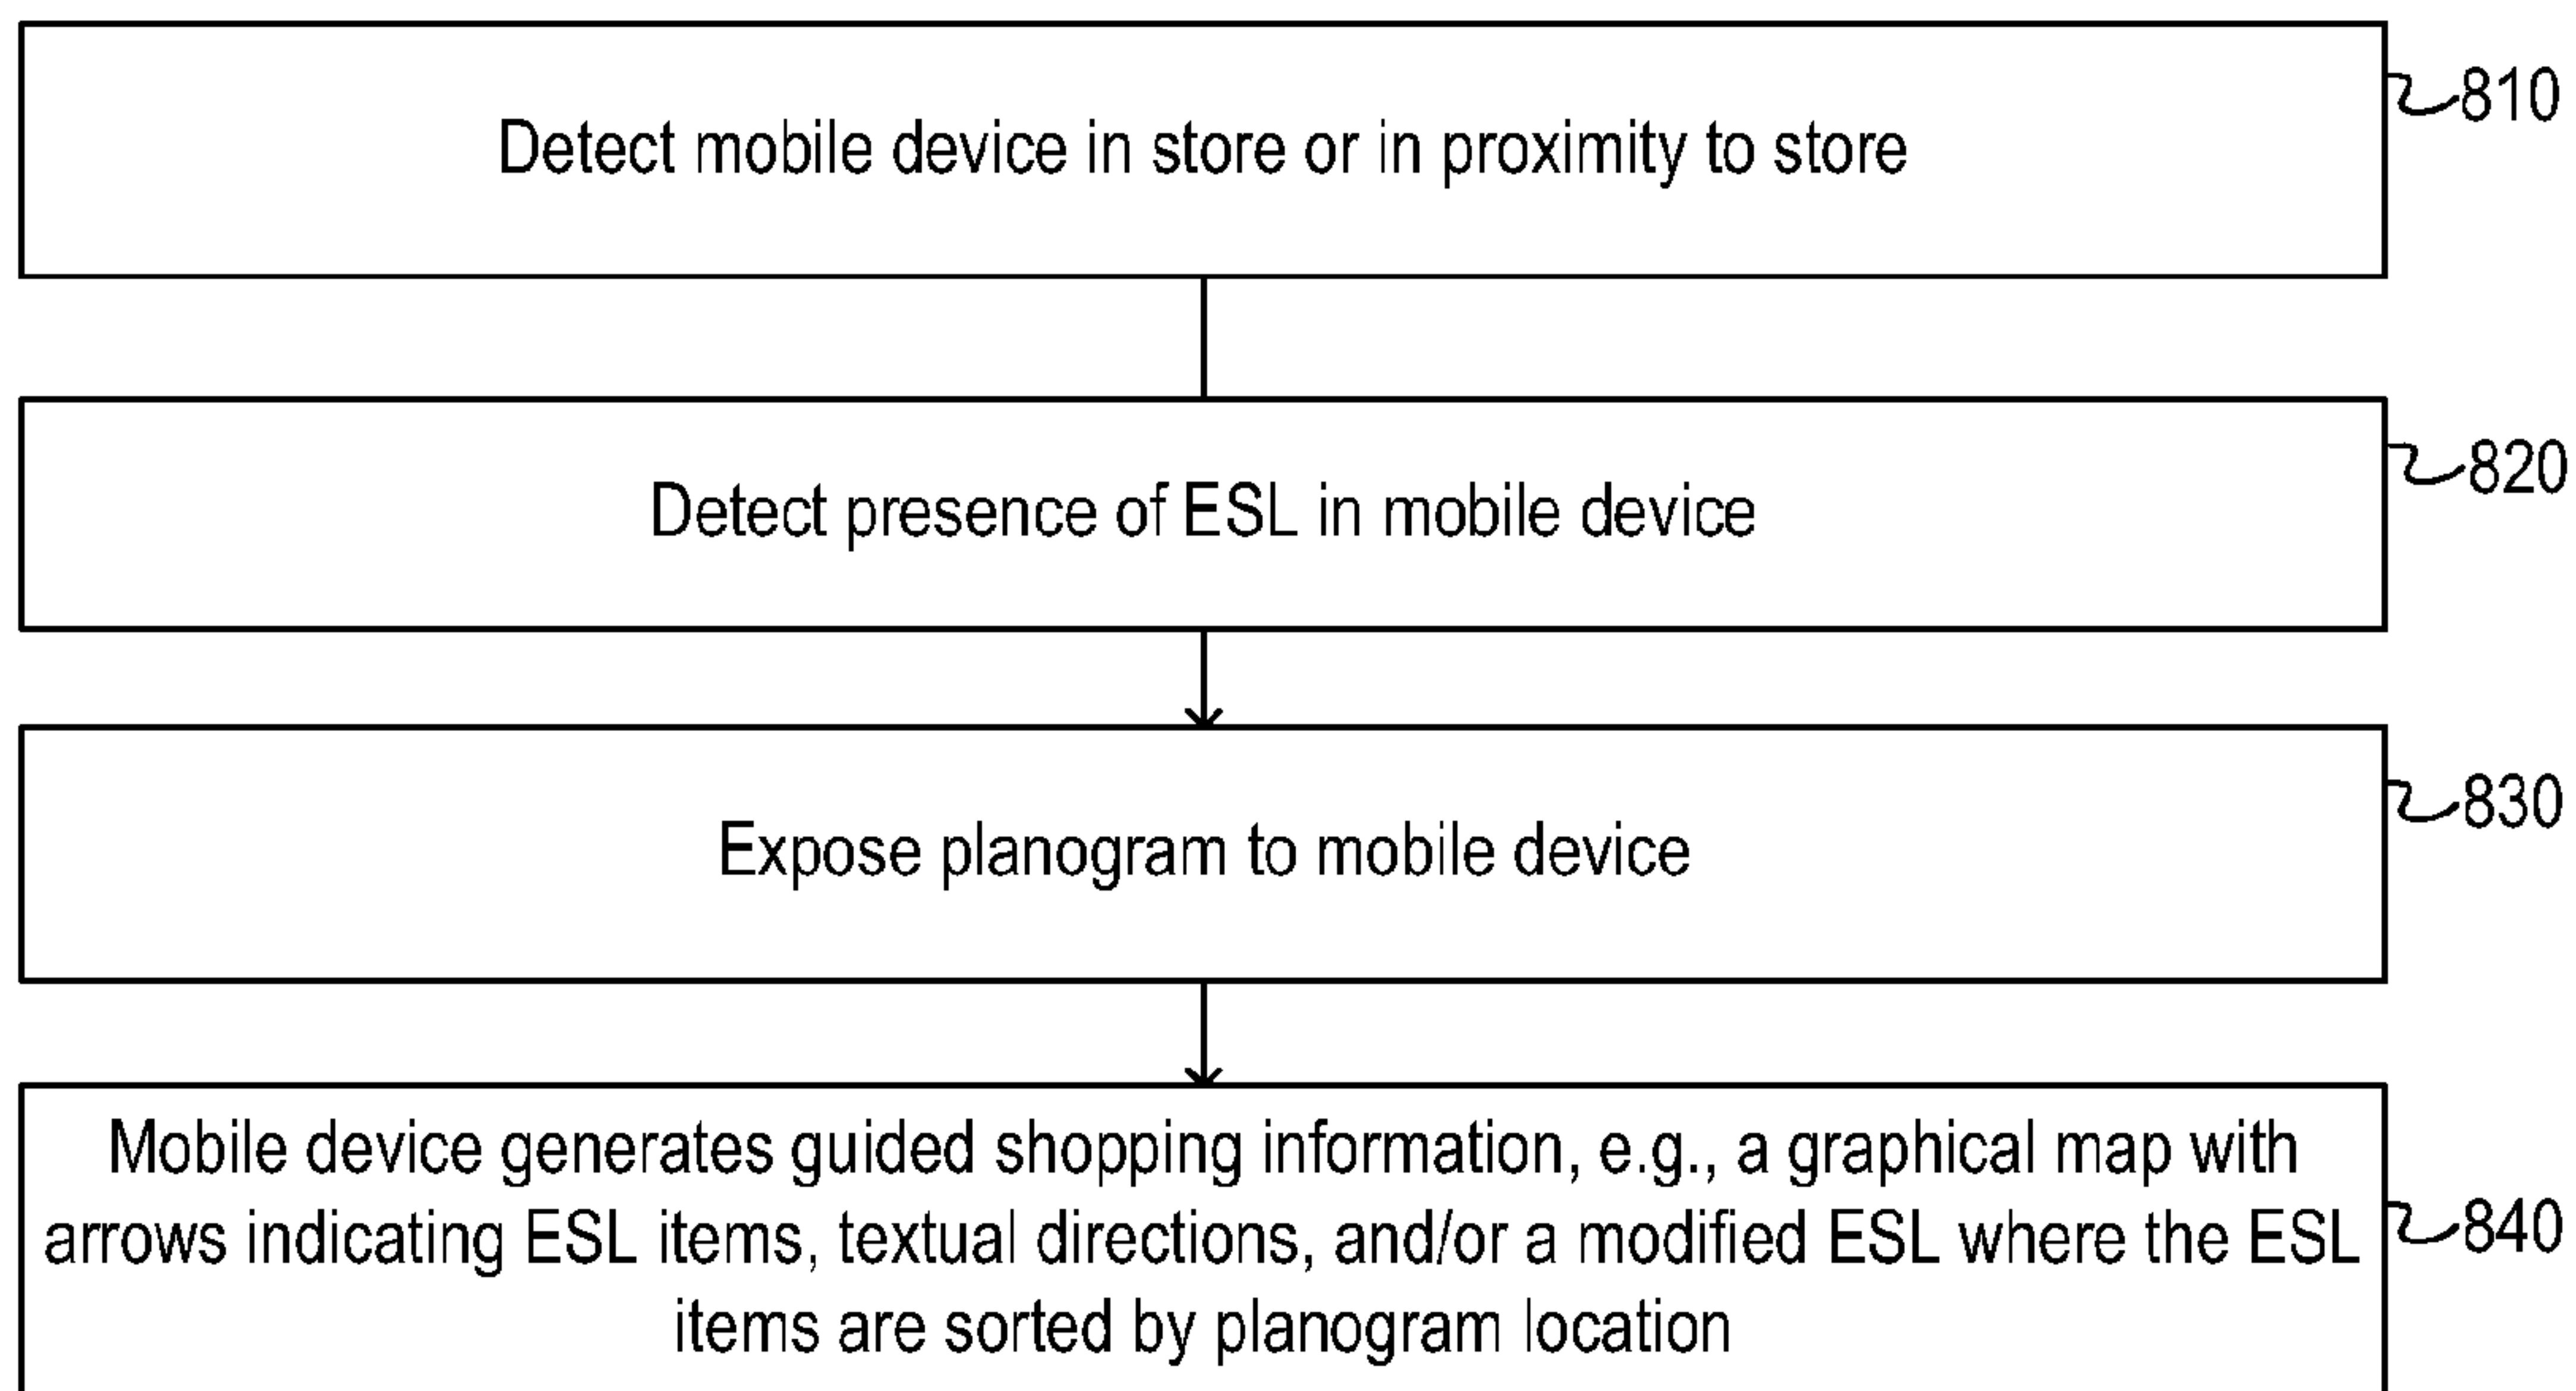 Detect mobile device in store or in proximity to store
810
Detect presence of ESL in mobile device
820
Expose planogram to mobile device
830
Mobile device generates guided shopping information, e.g., a graphical map with
arrows indicating ESL items, textual directions, and/or a modified ESL where the ESL
items are sorted by planogram location
840